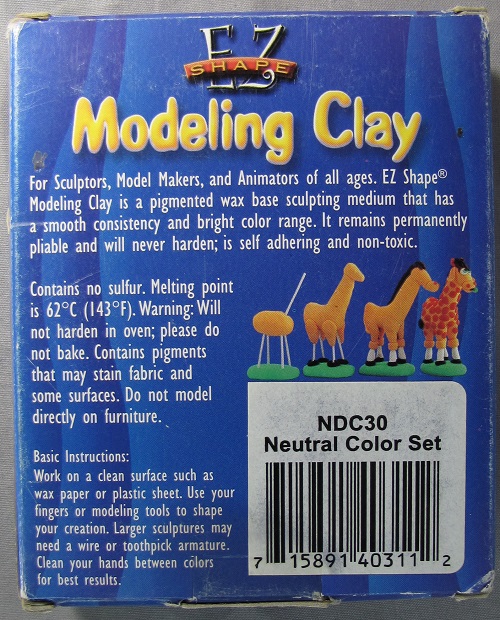 EZ
SHAPE
Modeling Clay
For Sculptors, Model Makers, and Animators of all ages. EZ Shape®
Modeling Clay is a pigmented wax base sculpting medium that has
a smooth consistency and bright color range. It remains permanently
pliable and will never harden; is self adhering and non-toxic.
Contains no sulfur. Melting point
is 62°C (143°F). Warning: Will
not harden in oven; please do
not bake. Contains pigments
that may stain fabric and
some surfaces. Do not model
directly on furniture.
Basic Instructions:
Work on a clean surface such as
wax paper or plastic sheet. Use your
fingers or modeling tools to shape
your creation. Larger sculptures may
need a wire or toothpick armature.
Clean your hands between colors
for best results.
NDC30
Neutral Color Set
7 15891 40311 2